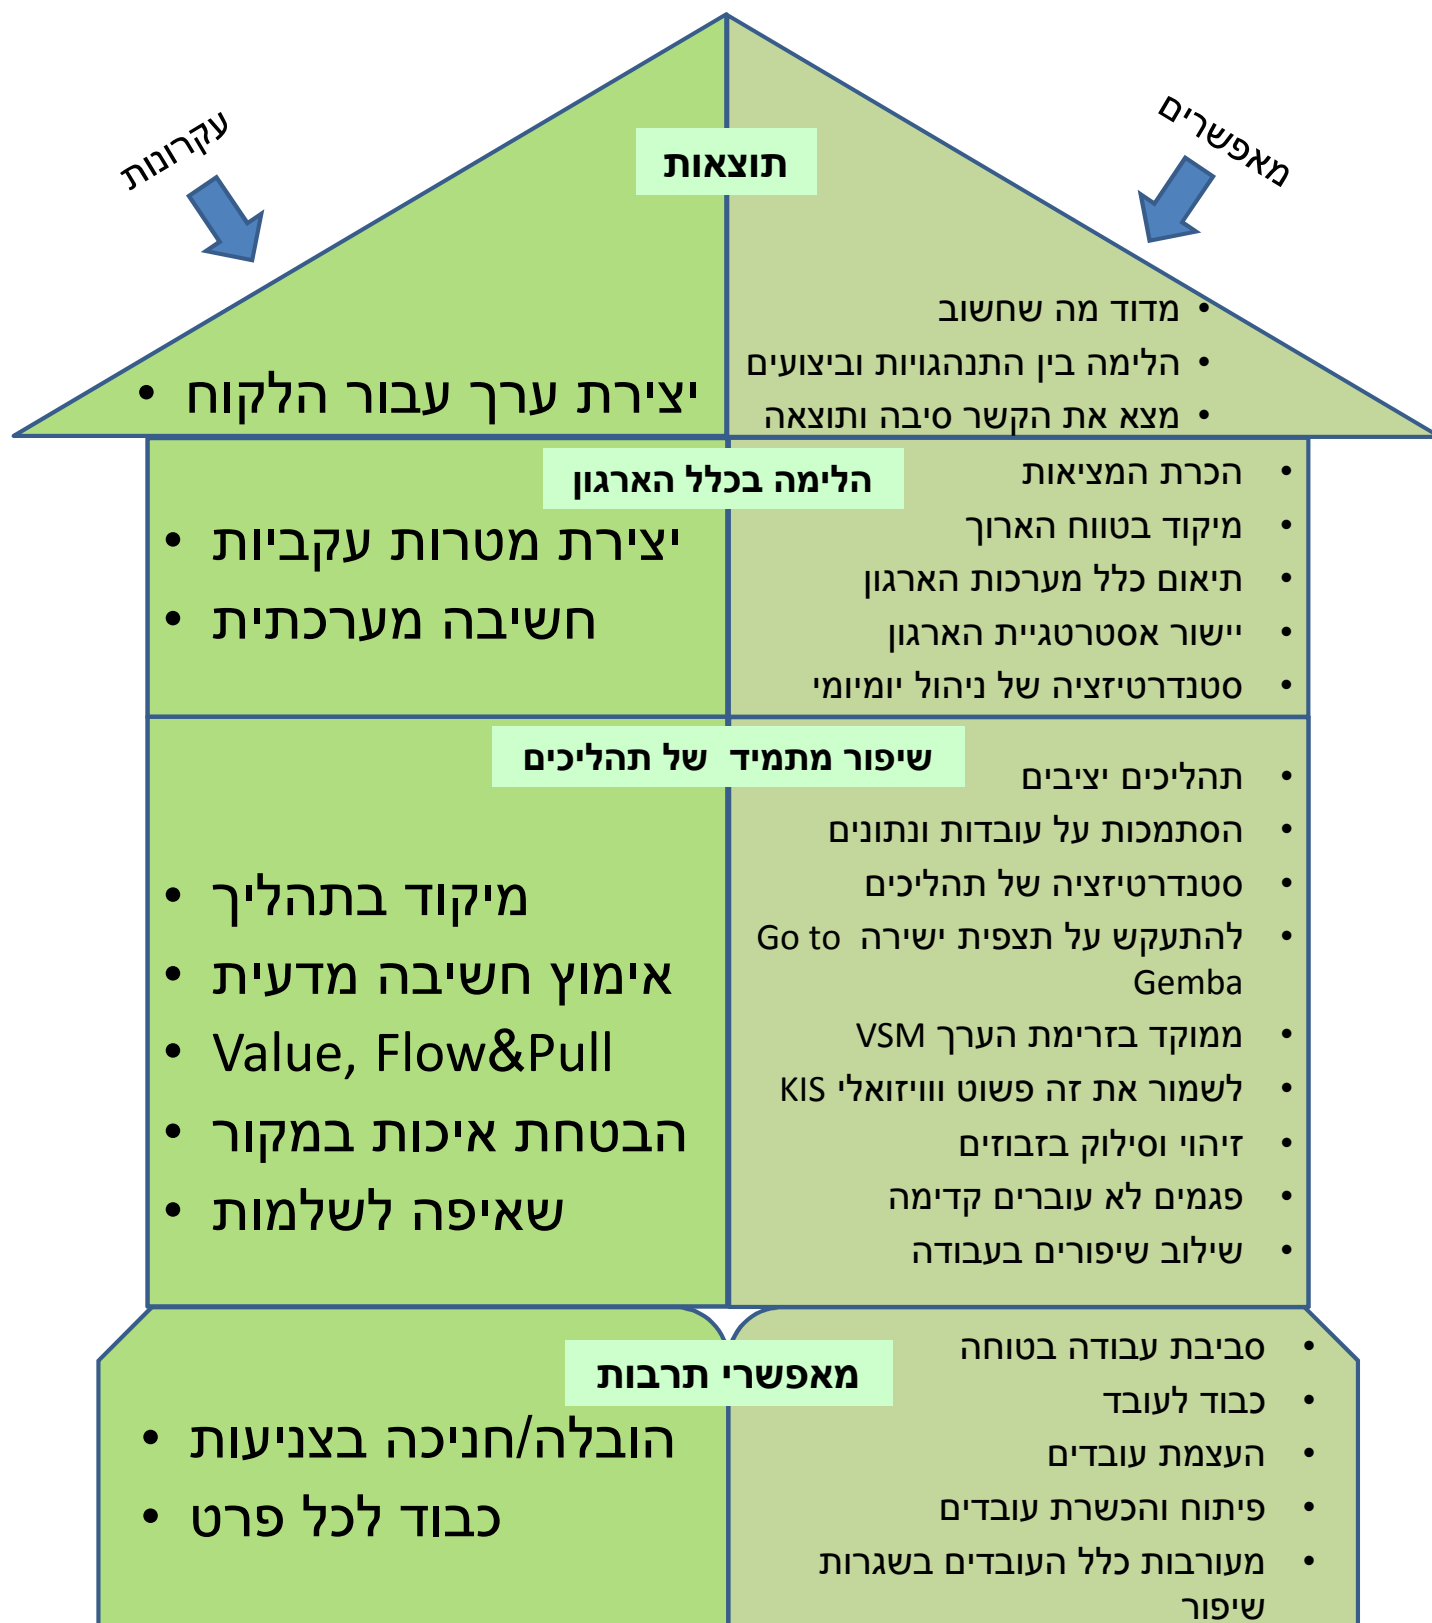 עקרונות
מאפשרים
תוצאות
• מדוד מה שחשוב
• הלימה בין התנהגויות וביצועים
• מצא את הקשר סיבה ותוצאה
• יצירת ערך עבור הלקוח
הלימה בכלל הארגון
• הכרת המציאות
• מיקוד בטווח הארוך
• תיאום כלל מערכות הארגון
• יישור אסטרטגיית הארגון
• סטנדרטיזציה של ניהול יומיומי
• יצירת מטרות עקביות
• חשיבה מערכתית
שיפור מתמיד של תהליכים
• תהליכים יציבים
• הסתמכות על עובדות ונתונים
• סטנדרטיזציה של תהליכים
• להתעקש על תצפית ישירה Go to
Gemba
• ממוקד בזרימת הערך VSM
• לשמור את זה פשוט וויזואלי KIS
• זיהוי וסילוק בזבוזים
• פגמים לא עוברים קדימה
• שילוב שיפורים בעבודה
• מיקוד בתהליך
• אימוץ חשיבה מדעית
• Value, Flow&Pull
• הבטחת איכות במקור
• שאיפה לשלמות
מאפשרי תרבות
• סביבת עבודה בטוחה
• כבוד לעובד
• העצמת עובדים
• פיתוח והכשרת עובדים
• מעורבות כלל העובדים בשגרות
שיפור
• הובלה/חניכה בצניעות
• כבוד לכל פרט